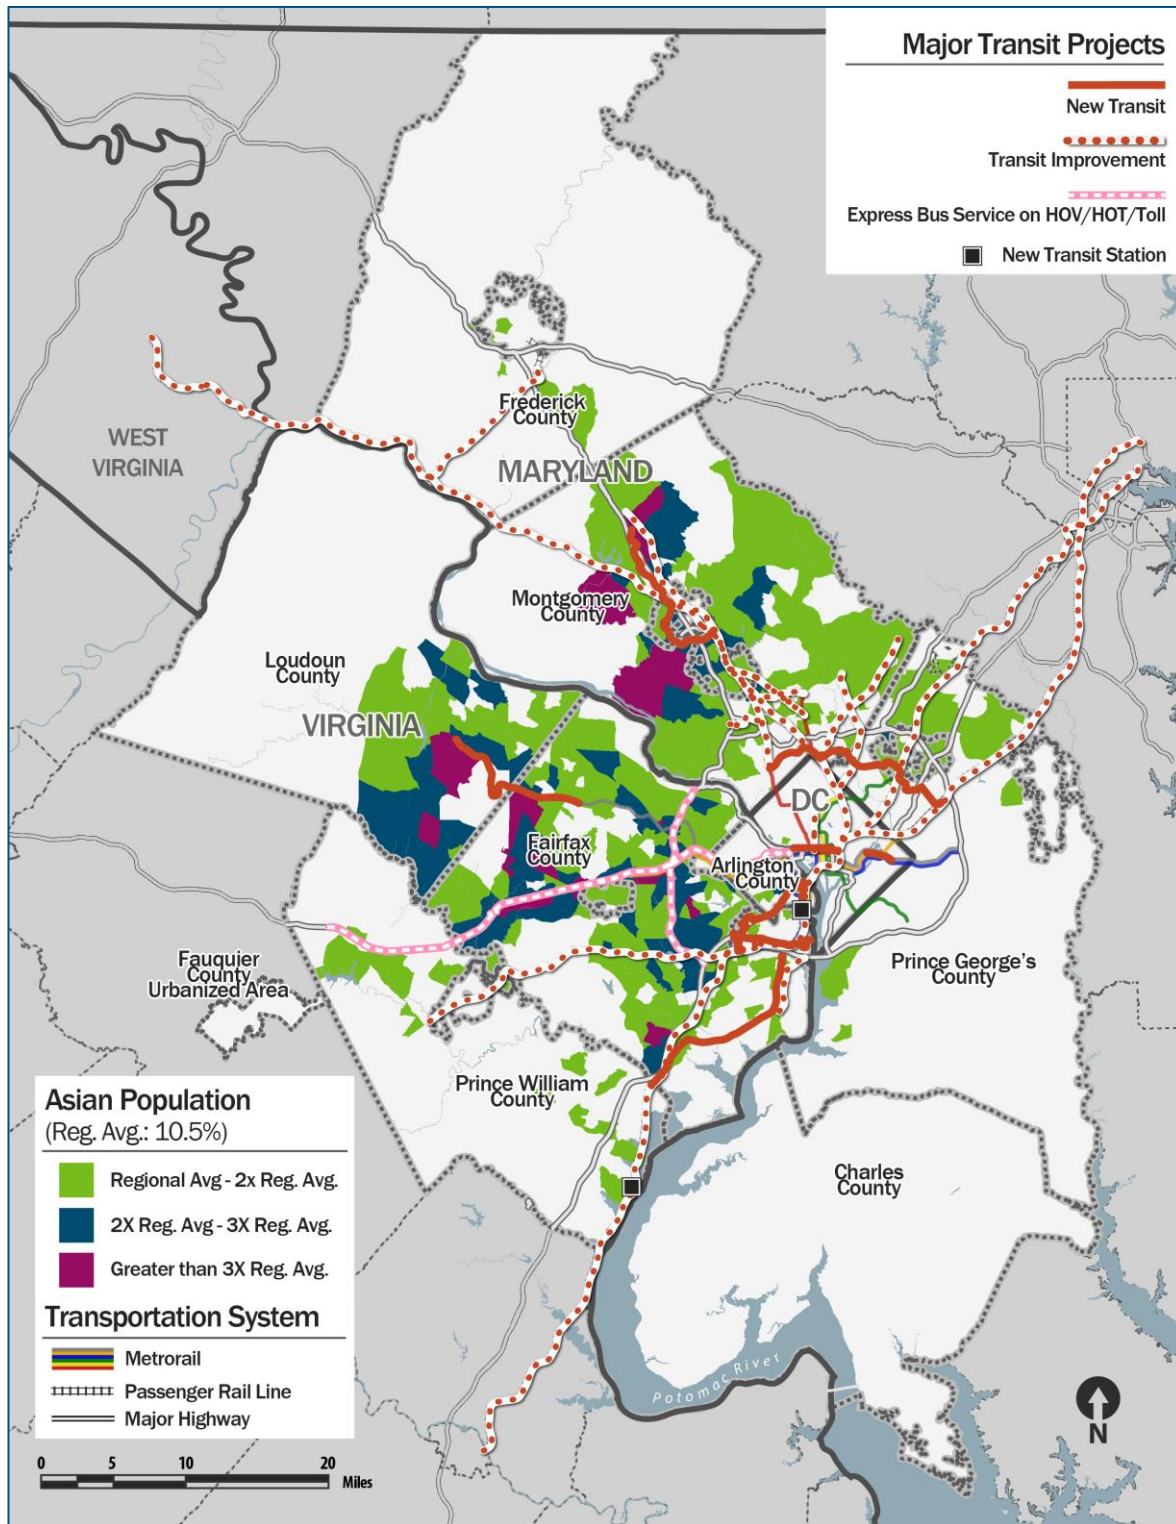 Major Transit Projects
New Transit
Transit Improvement
Express Bus Service on HOV/HOT/Toll
New Transit Station
Frederick
County
WEST
VIRGINIA
MARYLAND
Montgomery
County
Loudoun
County
VIRGINIA
DC
Fairfax
County
Arlington
County
Fauquier
County
Urbanized Area
Prince George's
County
Prince William
County
Charles
County
Potomac River
Asian Population
(Reg. Avg.: 10.5%)
Regional Avg - 2x Reg. Avg.
2X Reg. Avg - 3X Reg. Avg.
Greater than 3X Reg. Avg.
Transportation System
Metrorail
Passenger Rail Line
Major Highway
0 5 10 20
Miles
N